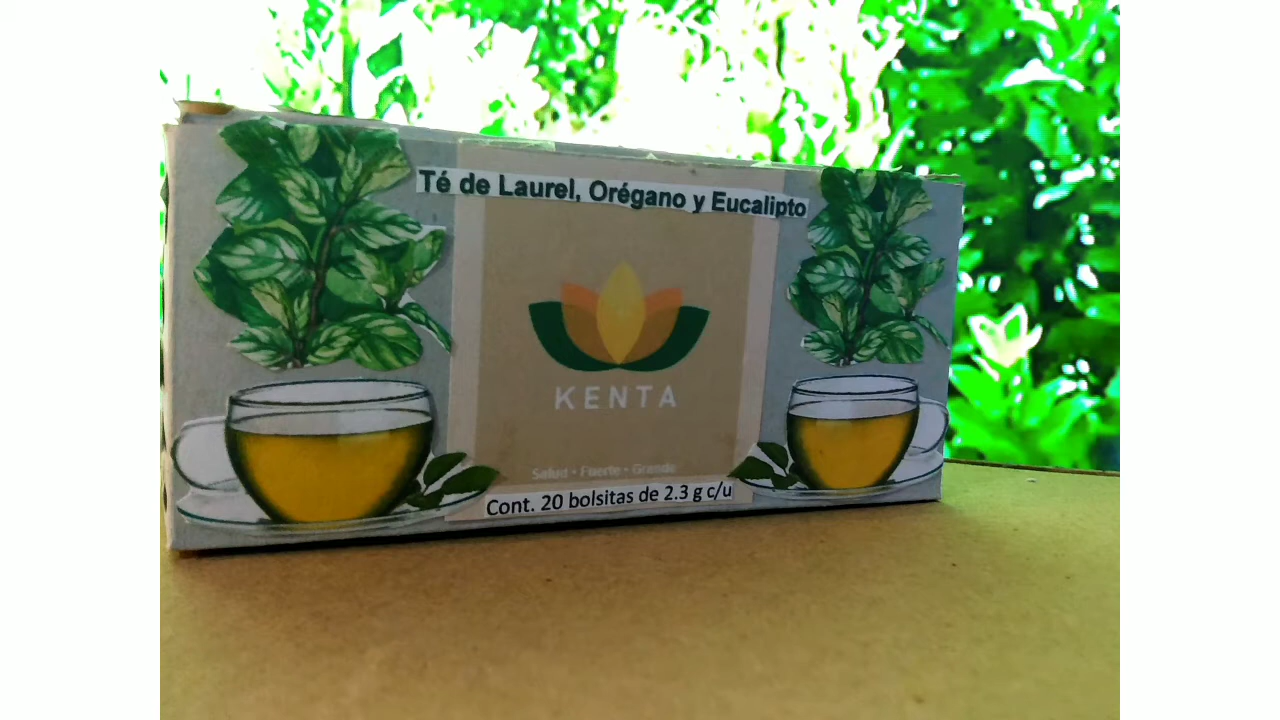 Té de Laurel, Orégano y Eucalipto
KENTA
Salud • Fuerte • Grande
Cont. 20 bolsitas de 2.3 g c/u